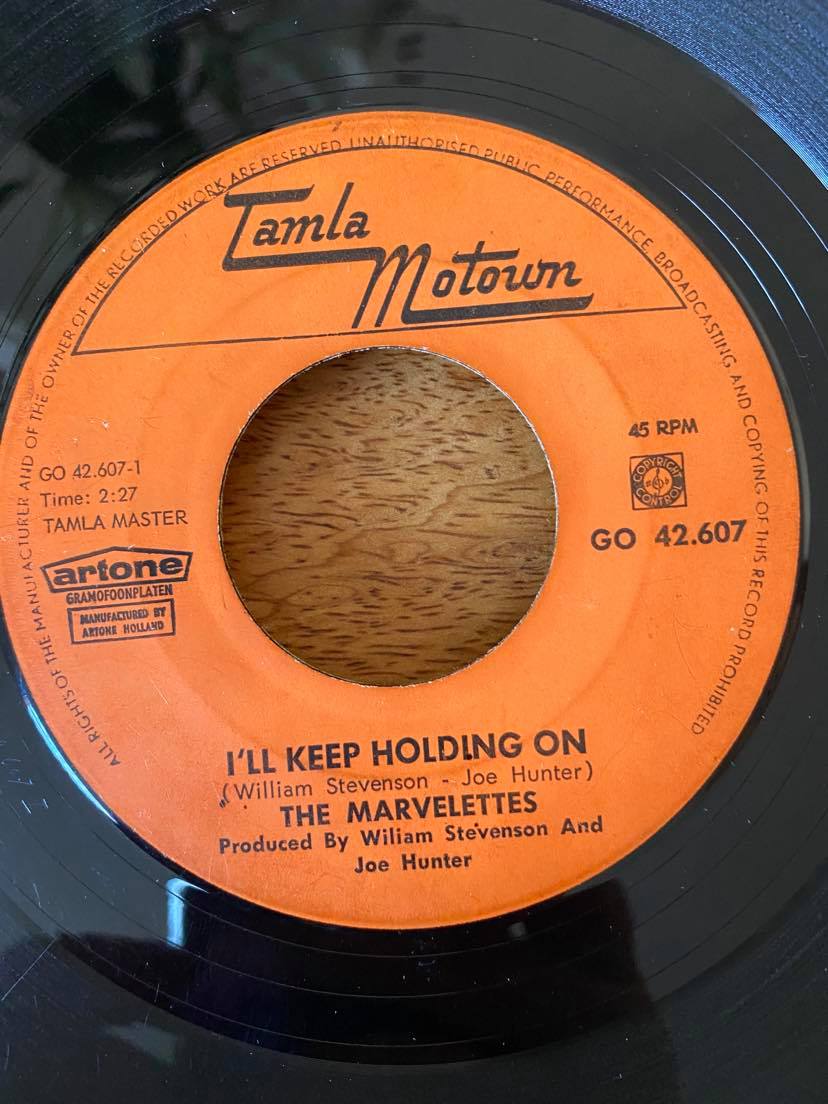 ALL RIGHTS OF THE MANUFACTURER AND OF THE OWNER OF THE RECORDED WORK ARE RESERVED. UNAUTHORISED PUBLIC PERFORMANCE, BROADCASTING AND COPYING OF THIS RECORD PROHIBITED
Tamla
Motown
GO 42.607-1
Time: 2:27
TAMLA MASTER
artone
GRAMOFOONPLATEN
MANUFACTURED BY
ARTONE HOLLAND
45 RPM
COPYRIGHT
CONTROL
GO 42.607
I'LL KEEP HOLDING ON
(William Stevenson - Joe Hunter)
THE MARVELETTES
Produced By Wiliam Stevenson And
Joe Hunter